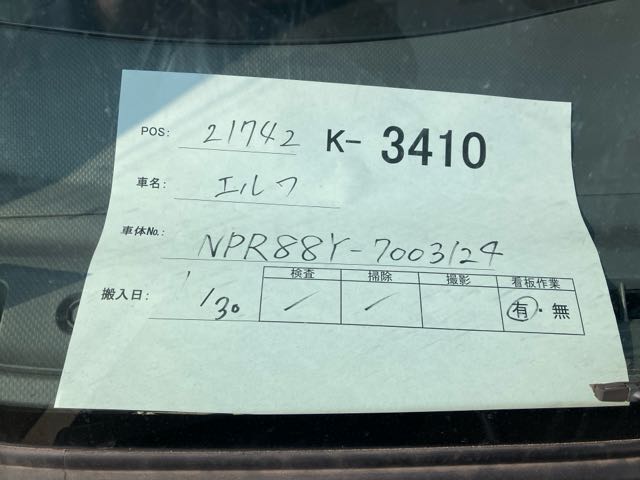 POS: 21742 K- 3410
車名: エルフ
車体No.: NPR88Y-7003124
検査 掃除 撮影 看板作業
搬入日: 1/30 ／ ／ 有・無